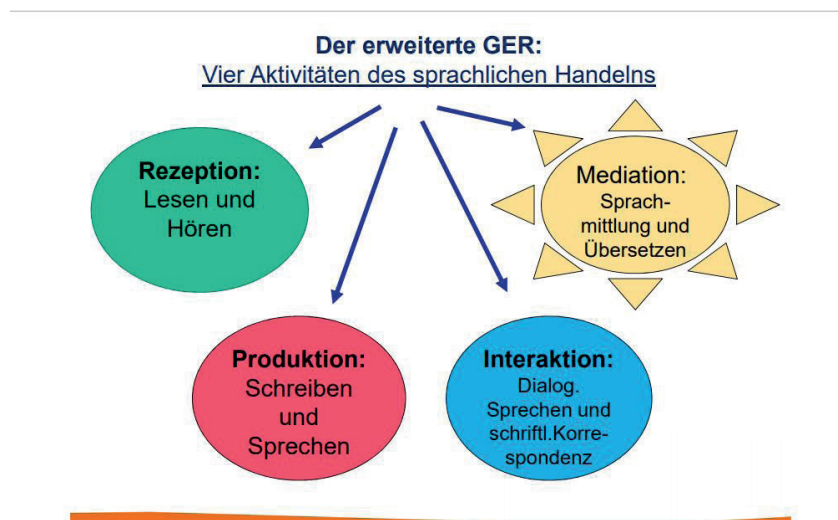 Der erweiterte GER:
Vier Aktivitäten des sprachlichen Handelns
Rezeption:
Lesen und
Hören
Mediation:
Sprach-
mittlung und
Übersetzen
Produktion:
Schreiben
und
Sprechen
Interaktion:
Dialog.
Sprechen und
schriftl.Korre-
spondenz